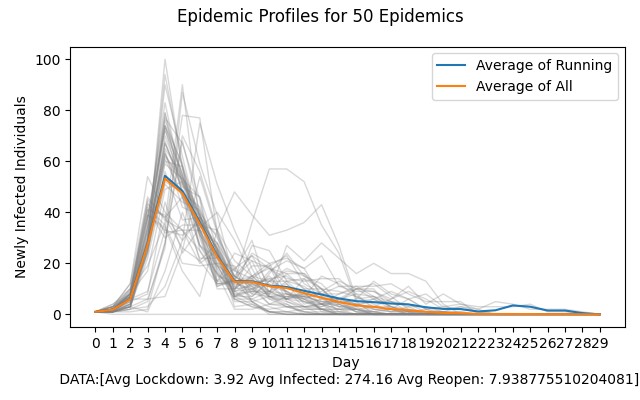 Epidemic Profiles for 50 Epidemics
Average of Running
Average of All
Newly Infected Individuals
100
80
60
40
20
0
0 1 2 3 4 5 6 7 8 9 10 11 12 13 14 15 16 17 18 19 20 21 22 23 24 25 26 27 28 29
Day
DATA:[Avg Lockdown: 3.92 Avg Infected: 274.16 Avg Reopen: 7.938775510204081]